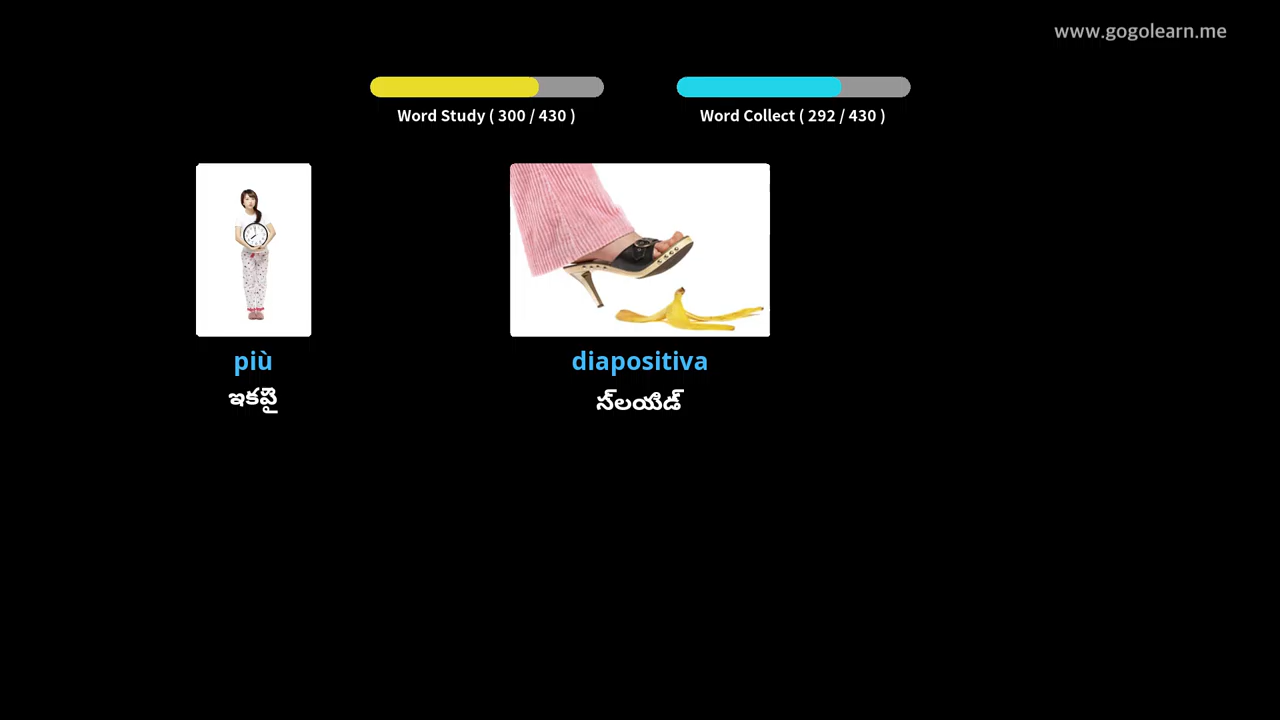 www.gogolearn.me
Word Study ( 300 / 430 )
Word Collect ( 292 / 430 )
più
diapositiva
ఇకపై
స్‌లయిడ్